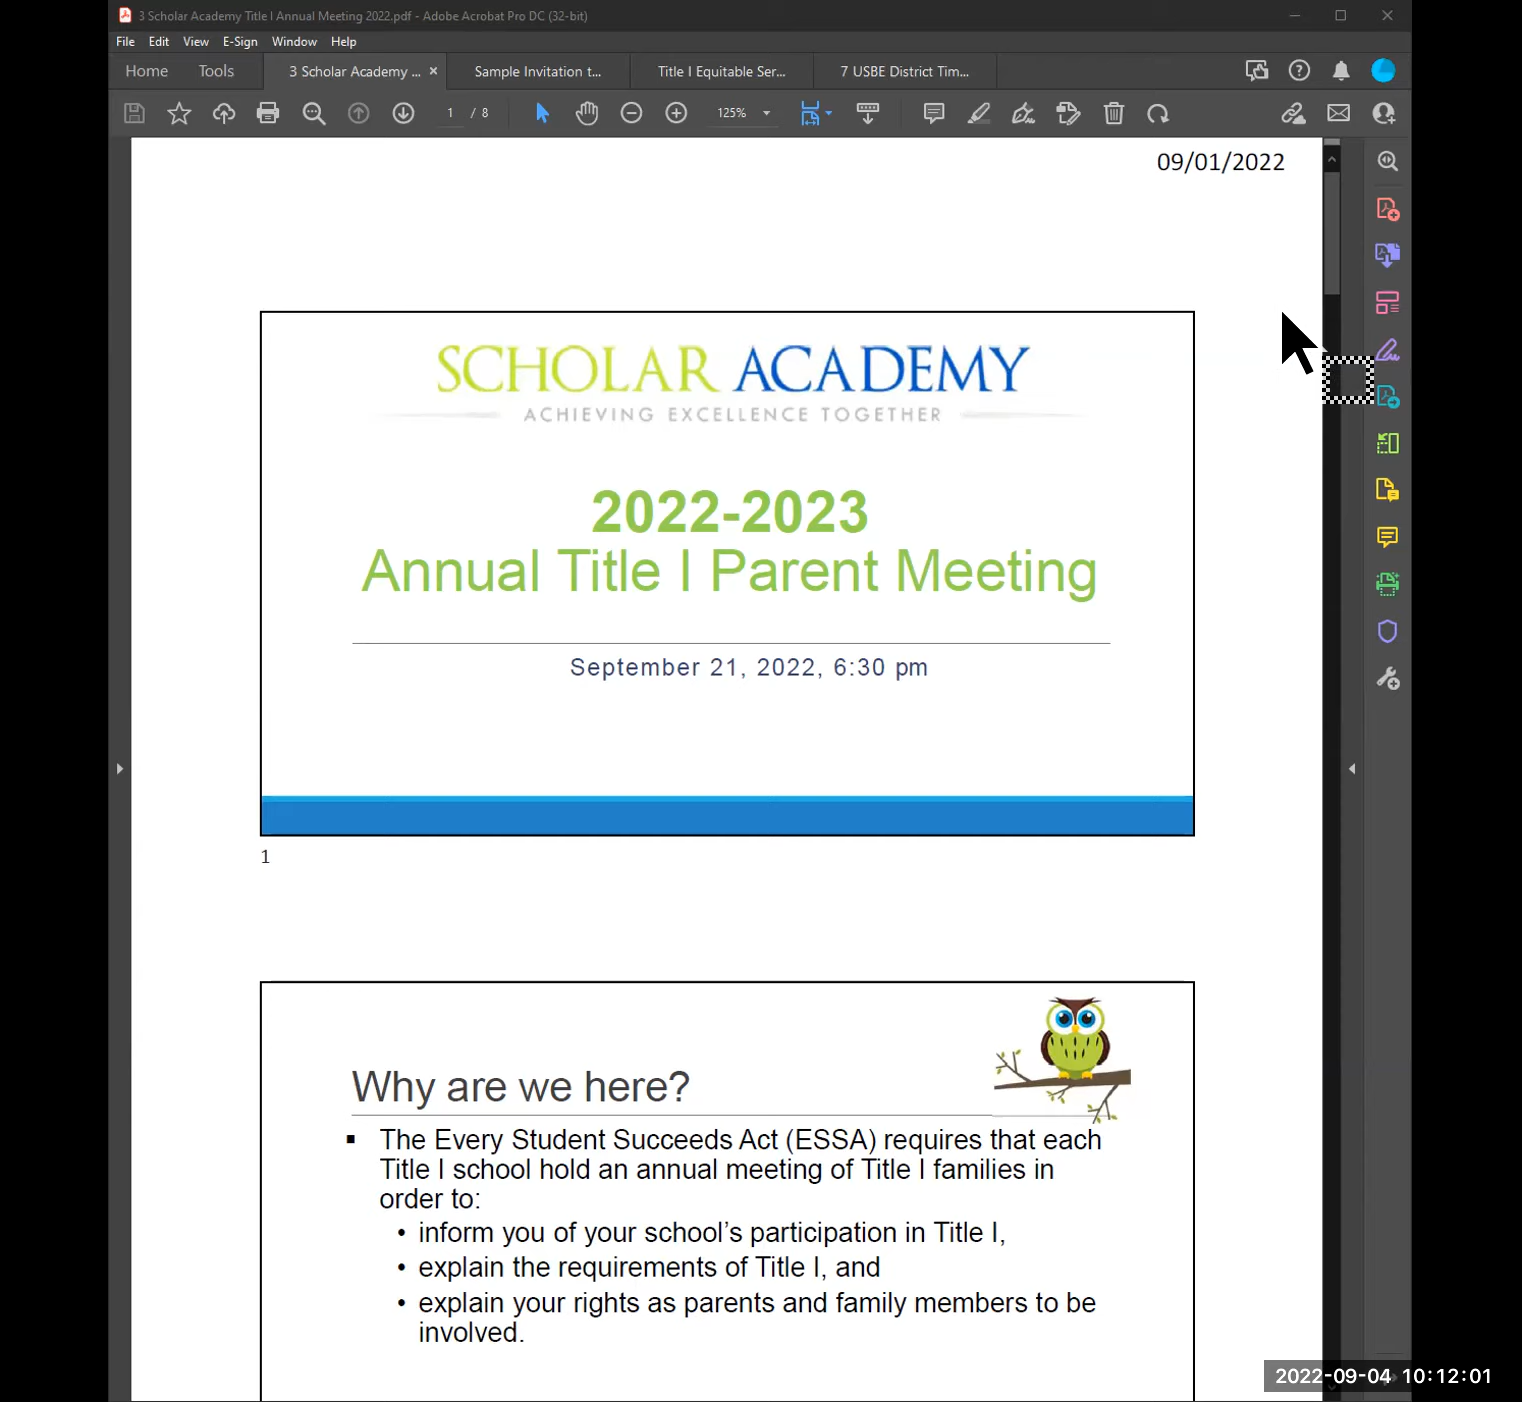 3 Scholar Academy Title I Annual Meeting 2022.pdf - Adobe Acrobat Pro DC (32-bit)
File Edit View E-Sign Window Help
Home Tools 3 Scholar Academy ... × Sample Invitation t... Title I Equitable Ser... 7 USBE District Tim...
1 / 8 125%
09/01/2022
SCHOLAR ACADEMY
ACHIEVING EXCELLENCE TOGETHER
2022-2023
Annual Title I Parent Meeting
September 21, 2022, 6:30 pm
1
Why are we here?
▪ The Every Student Succeeds Act (ESSA) requires that each
Title I school hold an annual meeting of Title I families in
order to:
• inform you of your school’s participation in Title I,
• explain the requirements of Title I, and
• explain your rights as parents and family members to be
involved.
2022-09-04 10:12:01